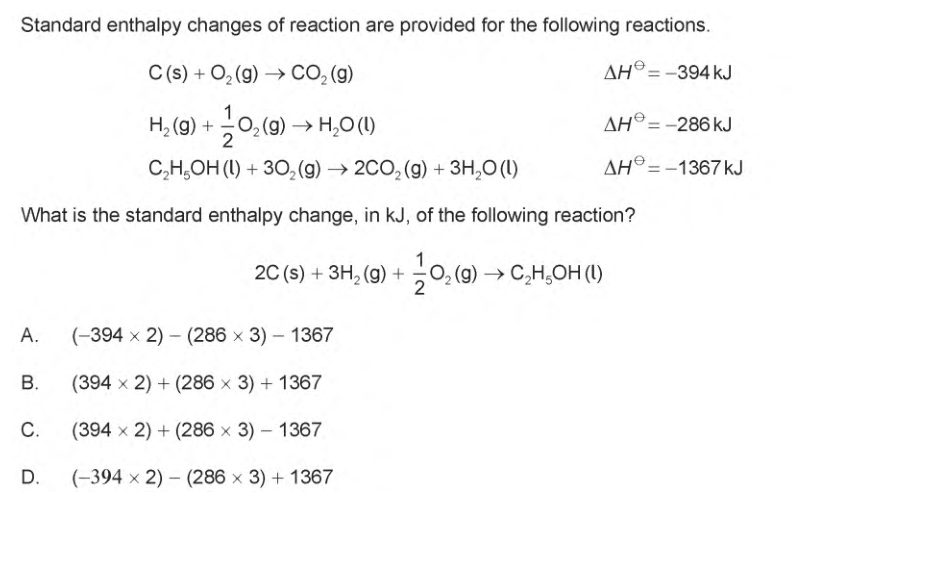 Standard enthalpy changes of reaction are provided for the following reactions.
C (s) + O₂ (g) → CO₂ (g) ΔH⊖ = −394 kJ
H₂ (g) + 1/2 O₂ (g) → H₂O (l) ΔH⊖ = −286 kJ
C₂H₅OH (l) + 3O₂ (g) → 2CO₂ (g) + 3H₂O (l) ΔH⊖ = −1367 kJ
What is the standard enthalpy change, in kJ, of the following reaction?
2C (s) + 3H₂ (g) + 1/2 O₂ (g) → C₂H₅OH (l)
A. (−394 × 2) − (286 × 3) − 1367
B. (394 × 2) + (286 × 3) + 1367
C. (394 × 2) + (286 × 3) − 1367
D. (−394 × 2) − (286 × 3) + 1367